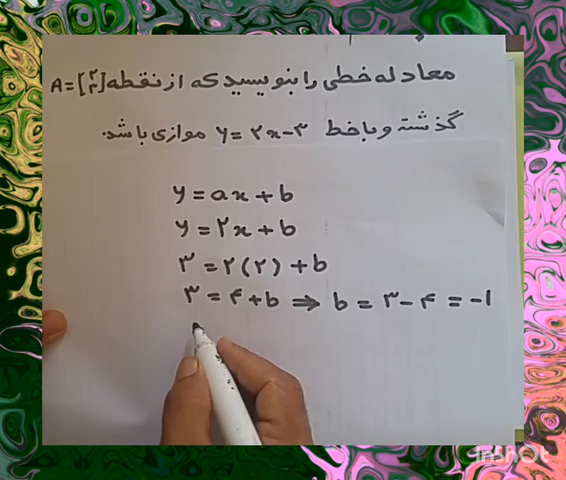 معادله خطی را بنویسید که از نقطه A = [۲ ۳]
گذشته و با خط y = ۲x - ۳ موازی باشد.
y = ax + b
y = ۲x + b
۳ = ۲(۲) + b
۳ = ۴ + b ⇒ b = ۳ - ۴ = -۱
InShot